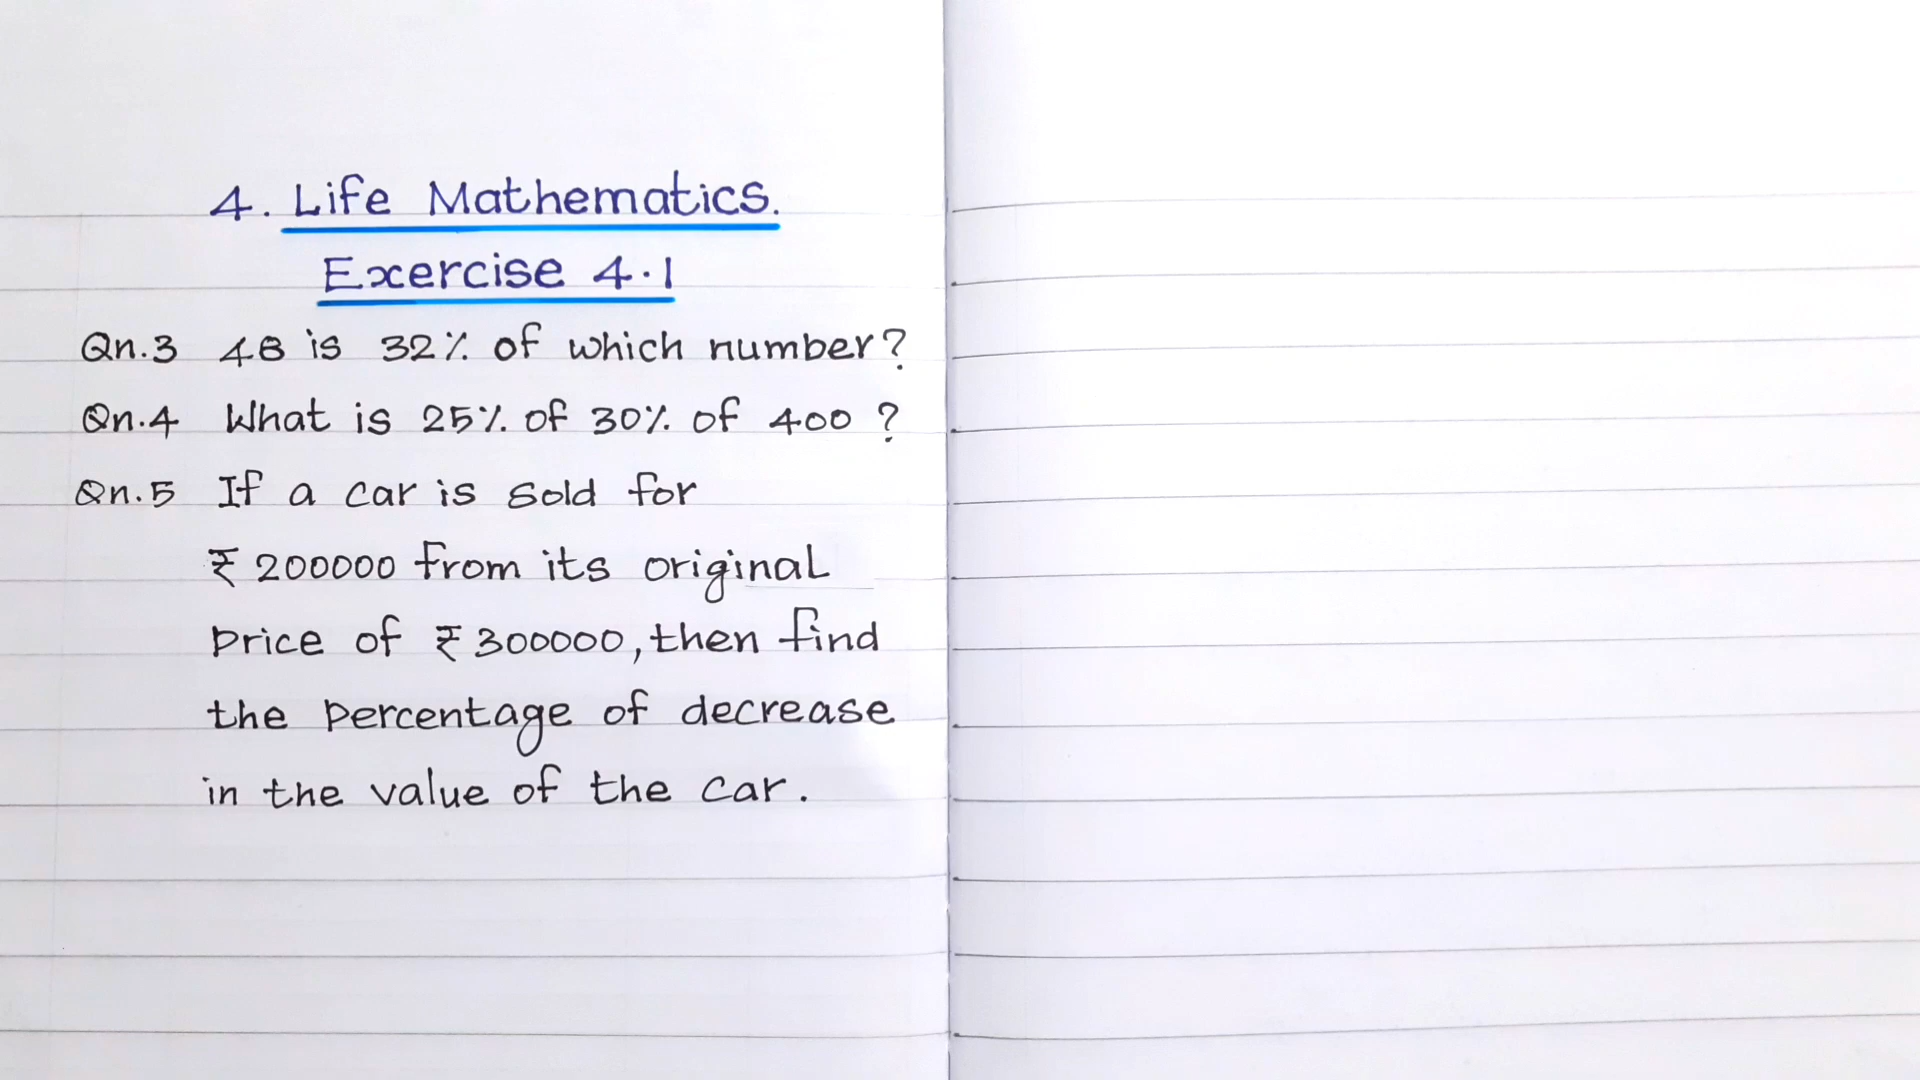 4. Life Mathematics.
Exercise 4.1
Qn.3 48 is 32% of which number?
Qn.4 What is 25% of 30% of 400 ?
Qn.5 If a car is sold for
₹ 200000 from its original
price of ₹ 300000, then find
the percentage of decrease
in the value of the car.